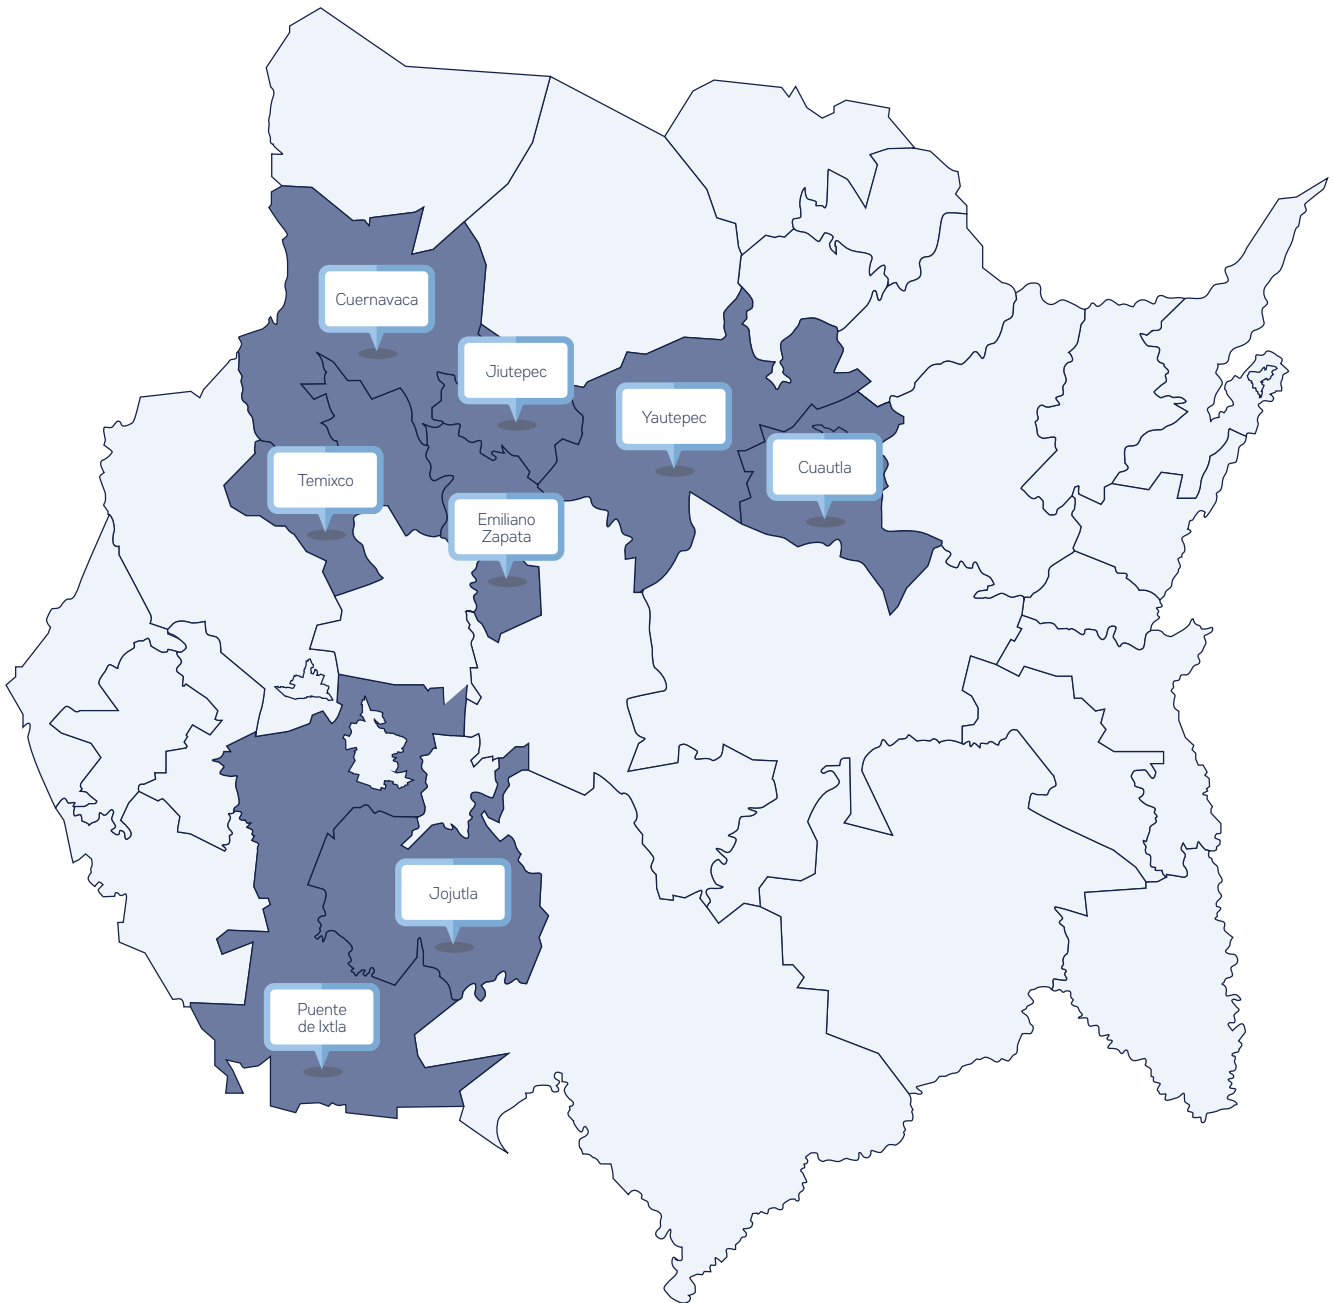 Cuernavaca
Jiutepec
Yautepec
Cuautla
Temixco
Emiliano
Zapata
Jojutla
Puente
de Ixtla